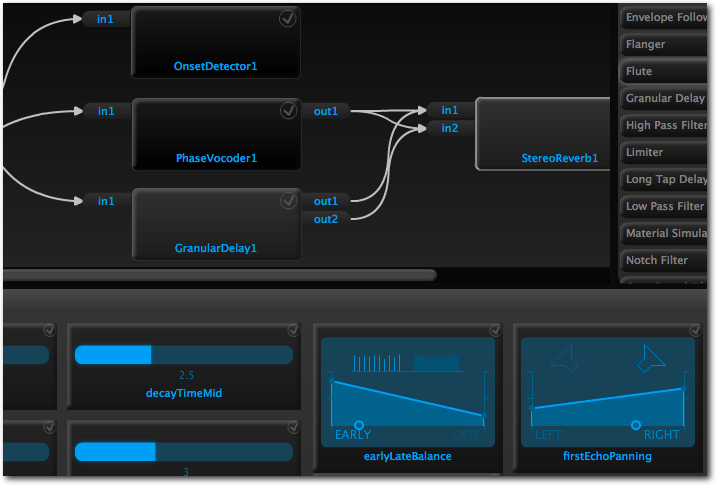 in1
OnsetDetector1
in1
out1
PhaseVocoder1
in1
out1
out2
GranularDelay1
in1
in2
StereoReverb1
Envelope Follow
Flanger
Flute
Granular Delay
High Pass Filter
Limiter
Long Tap Delay
Low Pass Filter
Material Simula
Notch Filter
2.5
decayTimeMid
3
EARLY LATE
earlyLateBalance
LEFT RIGHT
firstEchoPanning